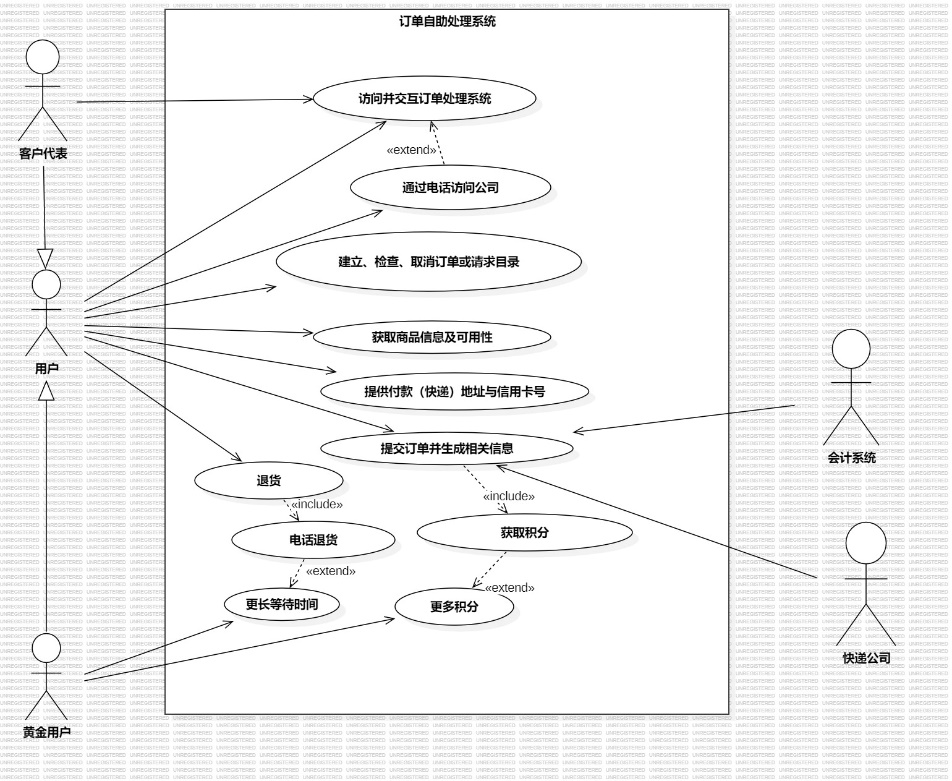 订单自助处理系统
访问并交互订单处理系统
客户代表
«extend»
通过电话访问公司
建立、检查、取消订单或请求目录
获取商品信息及可用性
用户
提供付款（快递）地址与信用卡号
提交订单并生成相关信息
会计系统
退货
«include»
«include»
电话退货
获取积分
«extend»
«extend»
更长等待时间
更多积分
快递公司
黄金用户
UNREGISTERED